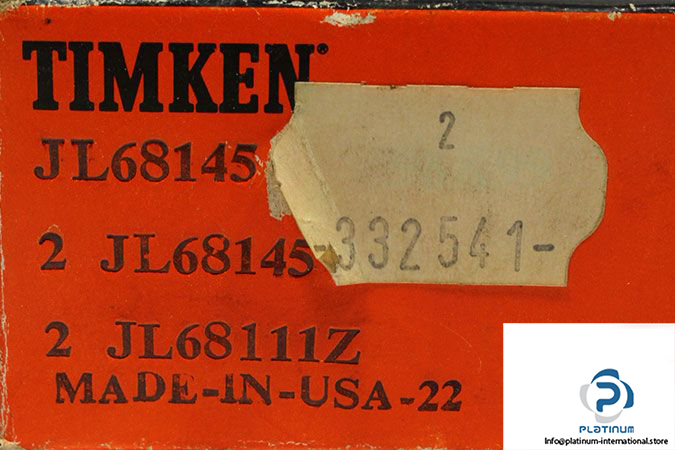 TIMKEN®
JL68145
2 JL68145
2 JL68111Z
MADE-IN-USA-22
2
-332541-
PLATINUM
Info@platinum-international.store